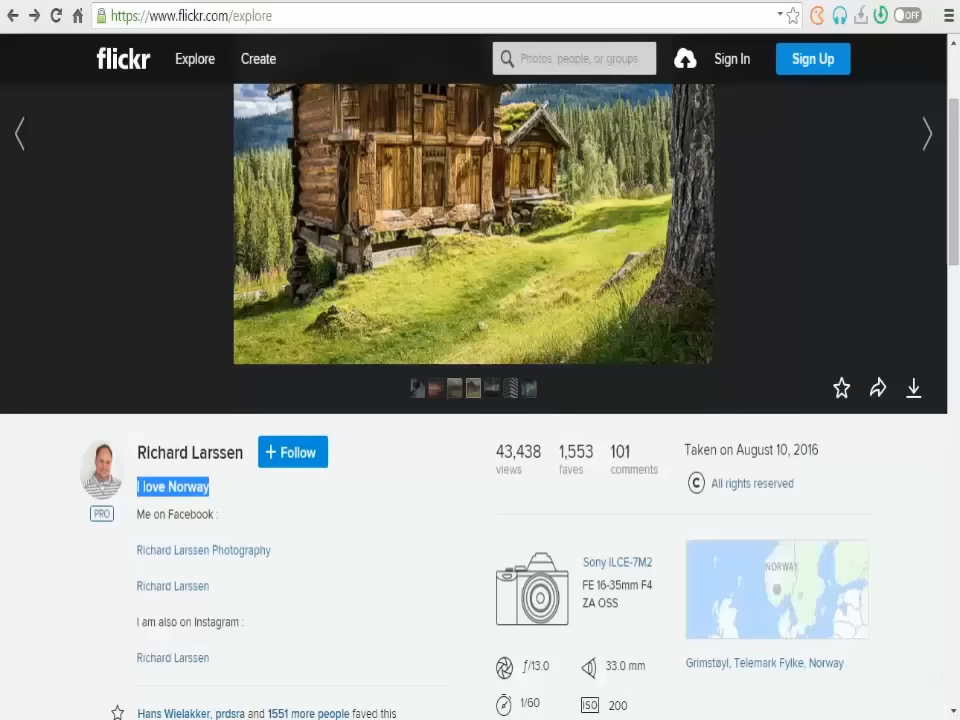 https://www.flickr.com/explore
OFF
flickr Explore Create Photos, people, or groups Sign In Sign Up
Richard Larssen + Follow
I love Norway
PRO
Me on Facebook :
Richard Larssen Photography
Richard Larssen
I am also on Instagram :
Richard Larssen
Hans Wielakker, prdsra and 1551 more people faved this
43,438 1,553 101
views faves comments
Taken on August 10, 2016
C All rights reserved
Sony ILCE-7M2
FE 16-35mm F4
ZA OSS
ƒ/13.0 33.0 mm
1/60 ISO 200
NORWAY
Grimstøyl, Telemark Fylke, Norway